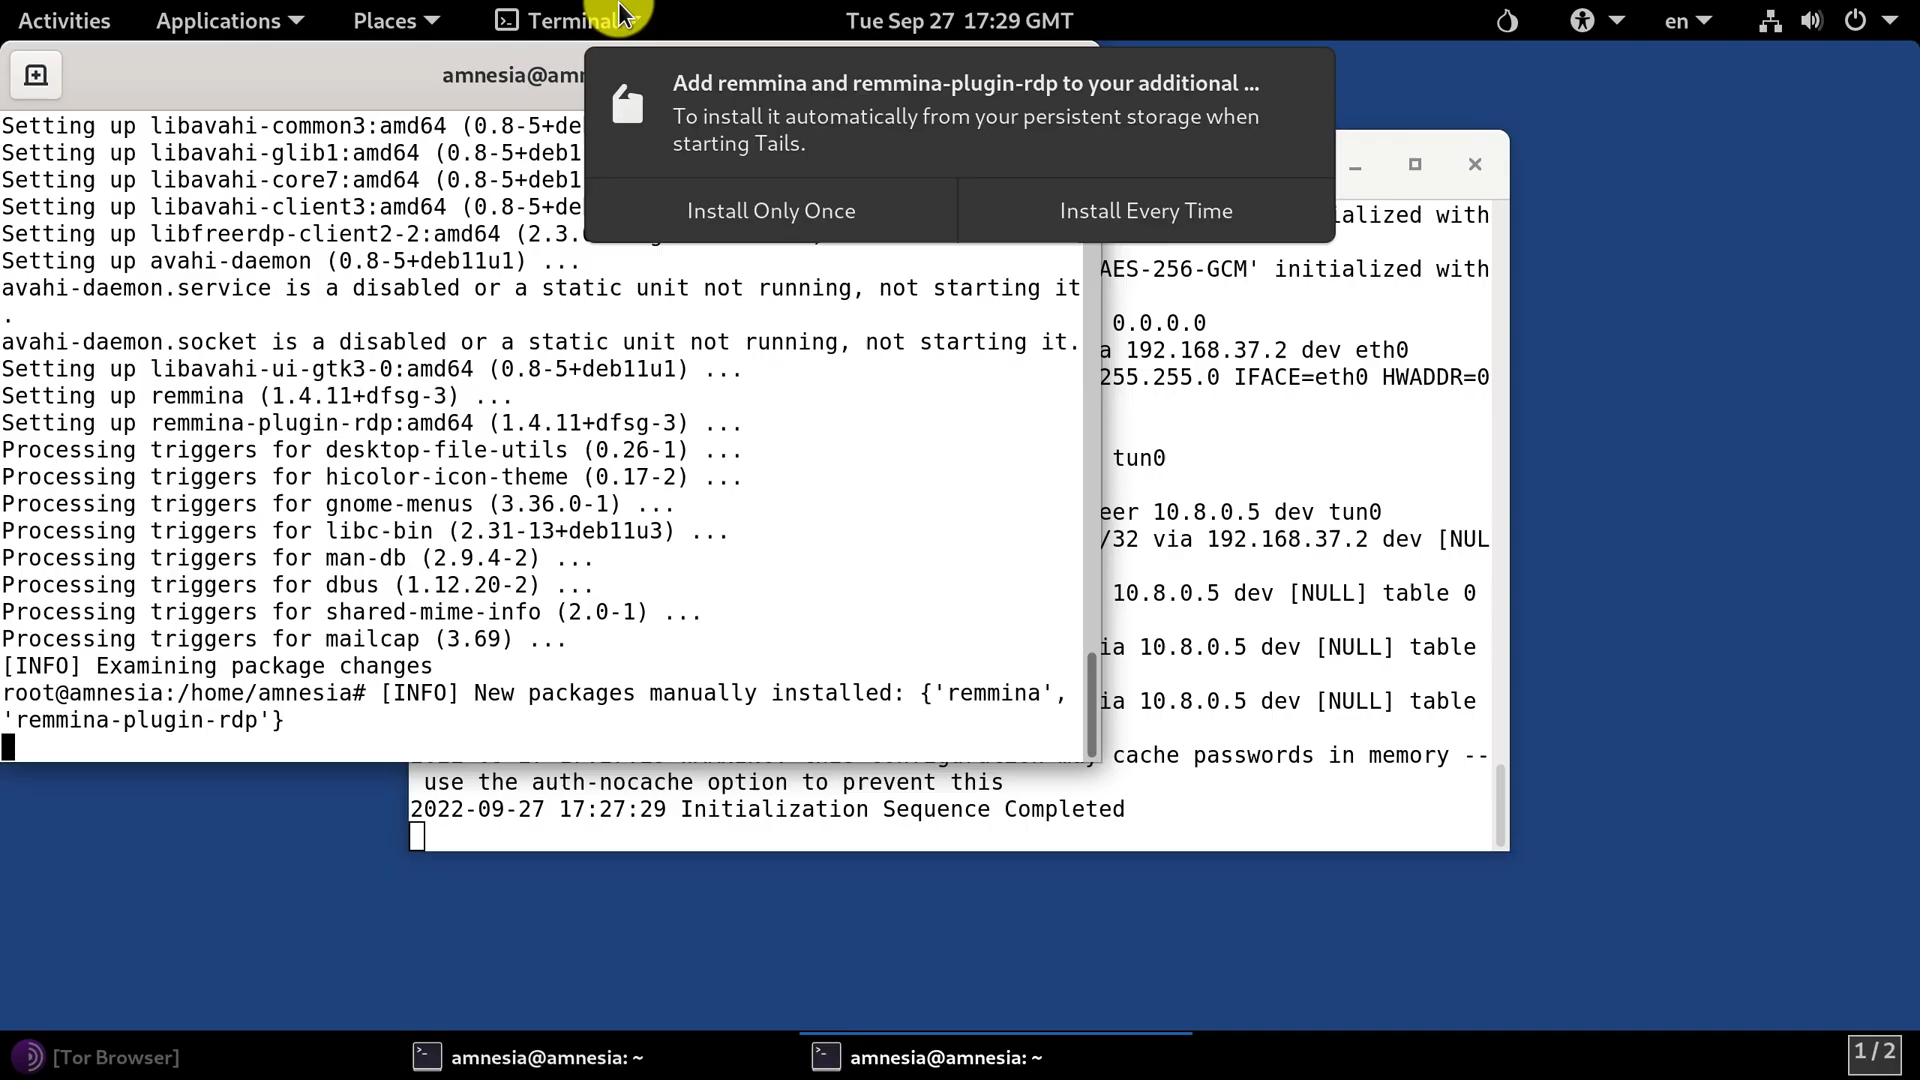 Activities Applications Places Terminal Tue Sep 27 17:29 GMT en
amnesia@amn
Add remmina and remmina-plugin-rdp to your additional ...
To install it automatically from your persistent storage when
starting Tails.
Install Only Once Install Every Time
Setting up libavahi-common3:amd64 (0.8-5+deb
Setting up libavahi-glib1:amd64 (0.8-5+deb1
Setting up libavahi-core7:amd64 (0.8-5+deb1
Setting up libavahi-client3:amd64 (0.8-5+de
Setting up libfreerdp-client2-2:amd64 (2.3.
Setting up avahi-daemon (0.8-5+deb11u1) ...
avahi-daemon.service is a disabled or a static unit not running, not starting it
.
avahi-daemon.socket is a disabled or a static unit not running, not starting it.
Setting up libavahi-ui-gtk3-0:amd64 (0.8-5+deb11u1) ...
Setting up remmina (1.4.11+dfsg-3) ...
Setting up remmina-plugin-rdp:amd64 (1.4.11+dfsg-3) ...
Processing triggers for desktop-file-utils (0.26-1) ...
Processing triggers for hicolor-icon-theme (0.17-2) ...
Processing triggers for gnome-menus (3.36.0-1) ...
Processing triggers for libc-bin (2.31-13+deb11u3) ...
Processing triggers for man-db (2.9.4-2) ...
Processing triggers for dbus (1.12.20-2) ...
Processing triggers for shared-mime-info (2.0-1) ...
Processing triggers for mailcap (3.69) ...
[INFO] Examining package changes
root@amnesia:/home/amnesia# [INFO] New packages manually installed: {'remmina',
'remmina-plugin-rdp'}
ialized with
AES-256-GCM' initialized with
0.0.0.0
a 192.168.37.2 dev eth0
255.255.0 IFACE=eth0 HWADDR=0
tun0
eer 10.8.0.5 dev tun0
/32 via 192.168.37.2 dev [NUL
10.8.0.5 dev [NULL] table 0
ia 10.8.0.5 dev [NULL] table
ia 10.8.0.5 dev [NULL] table
cache passwords in memory --
use the auth-nocache option to prevent this
2022-09-27 17:27:29 Initialization Sequence Completed
[Tor Browser] amnesia@amnesia: ~ amnesia@amnesia: ~ 1/2